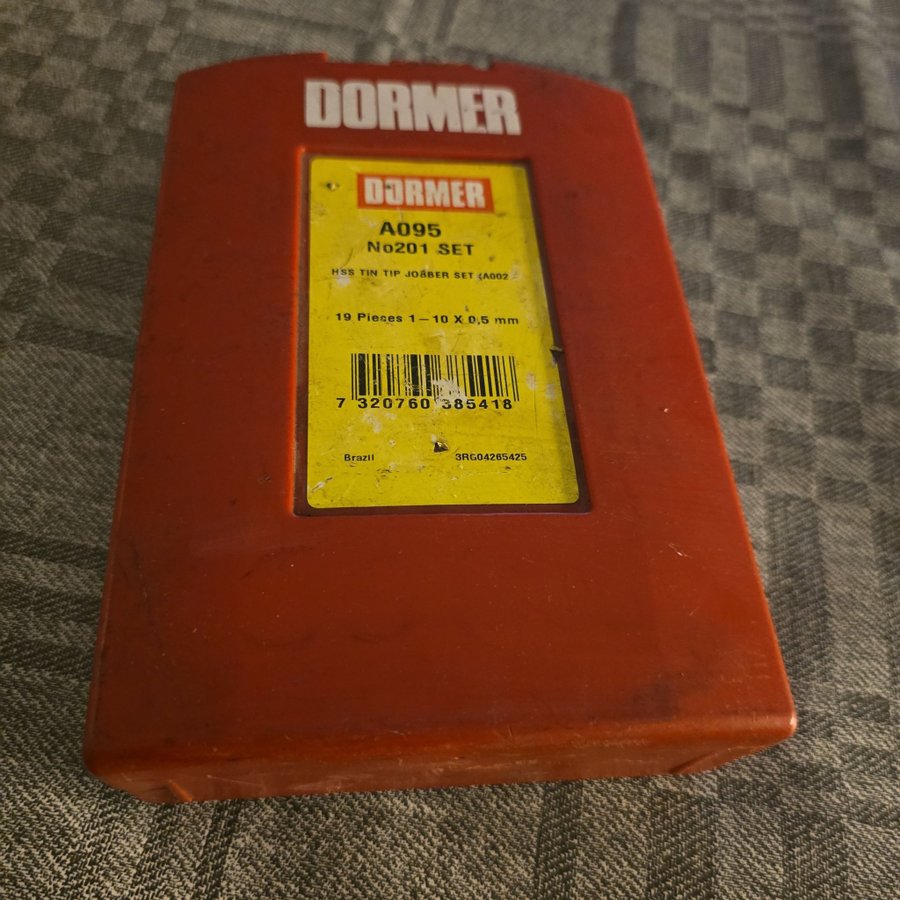 DORMER
DORMER
A095
No201 SET
HSS TIN TIP JOBBER SET (A002
19 Pieces 1–10 X 0,5 mm
7 320760 385418
Brazil 3RG04265425